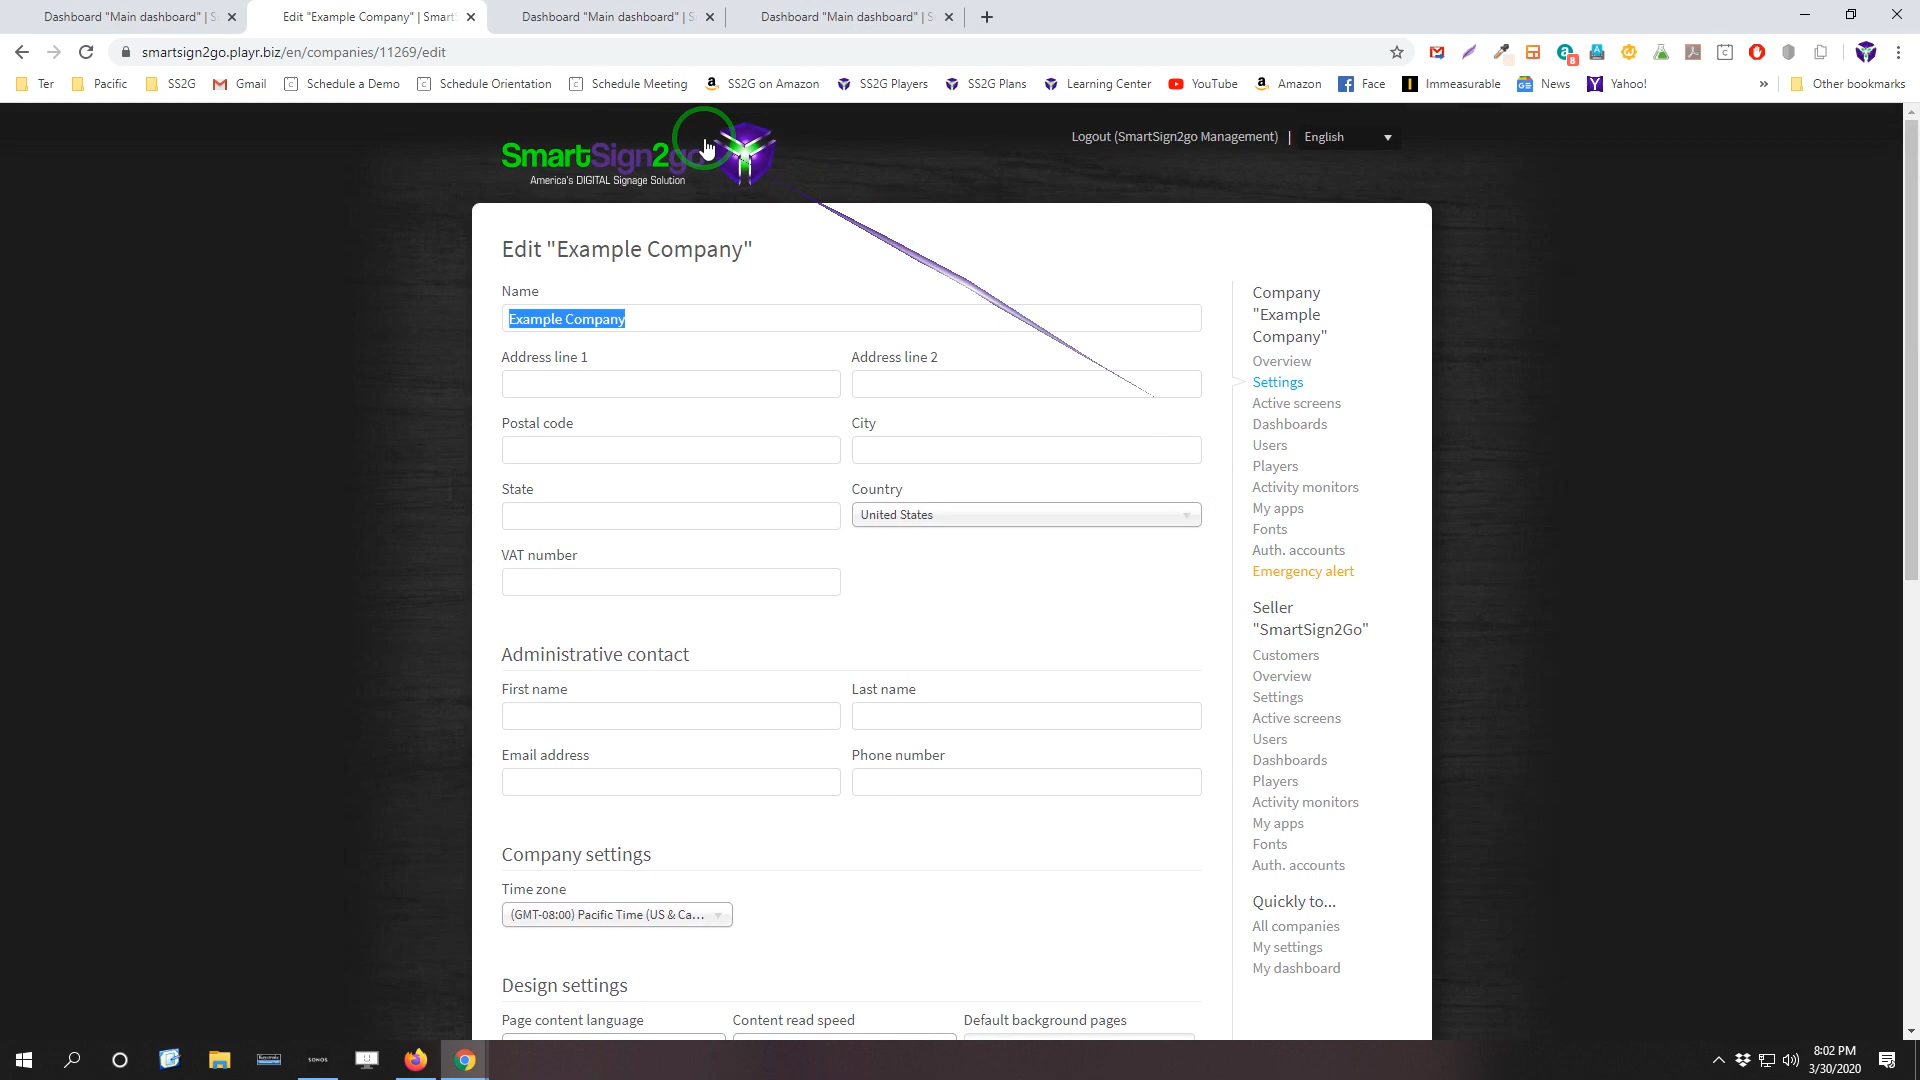 Dashboard "Main dashboard" | S
Edit "Example Company" | SmartS
Dashboard "Main dashboard" | S
Dashboard "Main dashboard" | S
smartsign2go.playr.biz/en/companies/11269/edit
8
Ter
Pacific
SS2G
Gmail
Schedule a Demo
Schedule Orientation
Schedule Meeting
SS2G on Amazon
SS2G Players
SS2G Plans
Learning Center
YouTube
Amazon
Face
Immeasurable
News
Yahoo!
Other bookmarks
SmartSign2go
America's DIGITAL Signage Solution
Logout (SmartSign2go Management) | English
Edit "Example Company"
Name
Example Company
Address line 1
Address line 2
Postal code
City
State
Country
United States
VAT number
Administrative contact
First name
Last name
Email address
Phone number
Company settings
Time zone
(GMT-08:00) Pacific Time (US & Ca...
Design settings
Page content language
Content read speed
Default background pages
Company
"Example
Company"
Overview
Settings
Active screens
Dashboards
Users
Players
Activity monitors
My apps
Fonts
Auth. accounts
Emergency alert
Seller
"SmartSign2Go"
Customers
Overview
Settings
Active screens
Users
Dashboards
Players
Activity monitors
My apps
Fonts
Auth. accounts
Quickly to...
All companies
My settings
My dashboard
SONOS
8:02 PM
3/30/2020